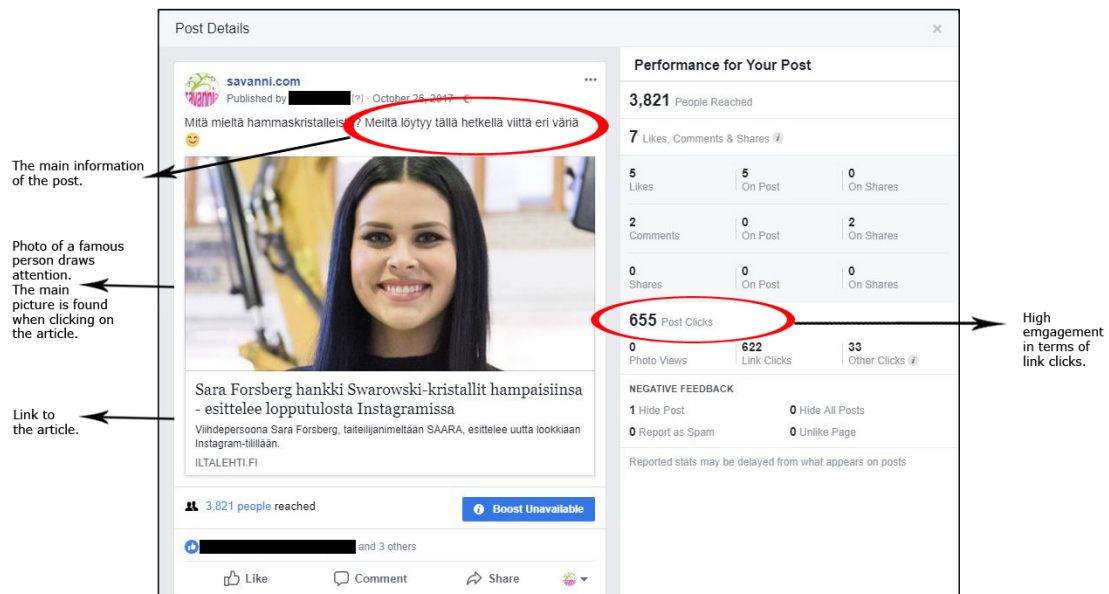 Post Details
savanni.com
Published by [?] · October 26, 2017
Mitä mieltä hammaskristalleista? Meiltä löytyy tällä hetkellä viittä eri väriä
Sara Forsberg hankki Swarowski-kristallit hampaisiinsa
- esittelee lopputulosta Instagramissa
Viihdepersoona Sara Forsberg, taiteilijanimeltään SAARA, esittelee uutta lookkiaan
Instagram-tilillään.
ILTALEHTI.FI
3,821 people reached
Boost Unavailable
and 3 others
Like Comment Share
Performance for Your Post
3,821 People Reached
7 Likes, Comments & Shares
5 5 0
Likes On Post On Shares
2 0 2
Comments On Post On Shares
0 0 0
Shares On Post On Shares
655 Post Clicks
0 622 33
Photo Views Link Clicks Other Clicks
NEGATIVE FEEDBACK
1 Hide Post 0 Hide All Posts
0 Report as Spam 0 Unlike Page
Reported stats may be delayed from what appears on posts
The main information
of the post.
Photo of a famous
person draws
attention.
The main
picture is found
when clicking on
the article.
Link to
the article.
High
emgagement
in terms of
link clicks.